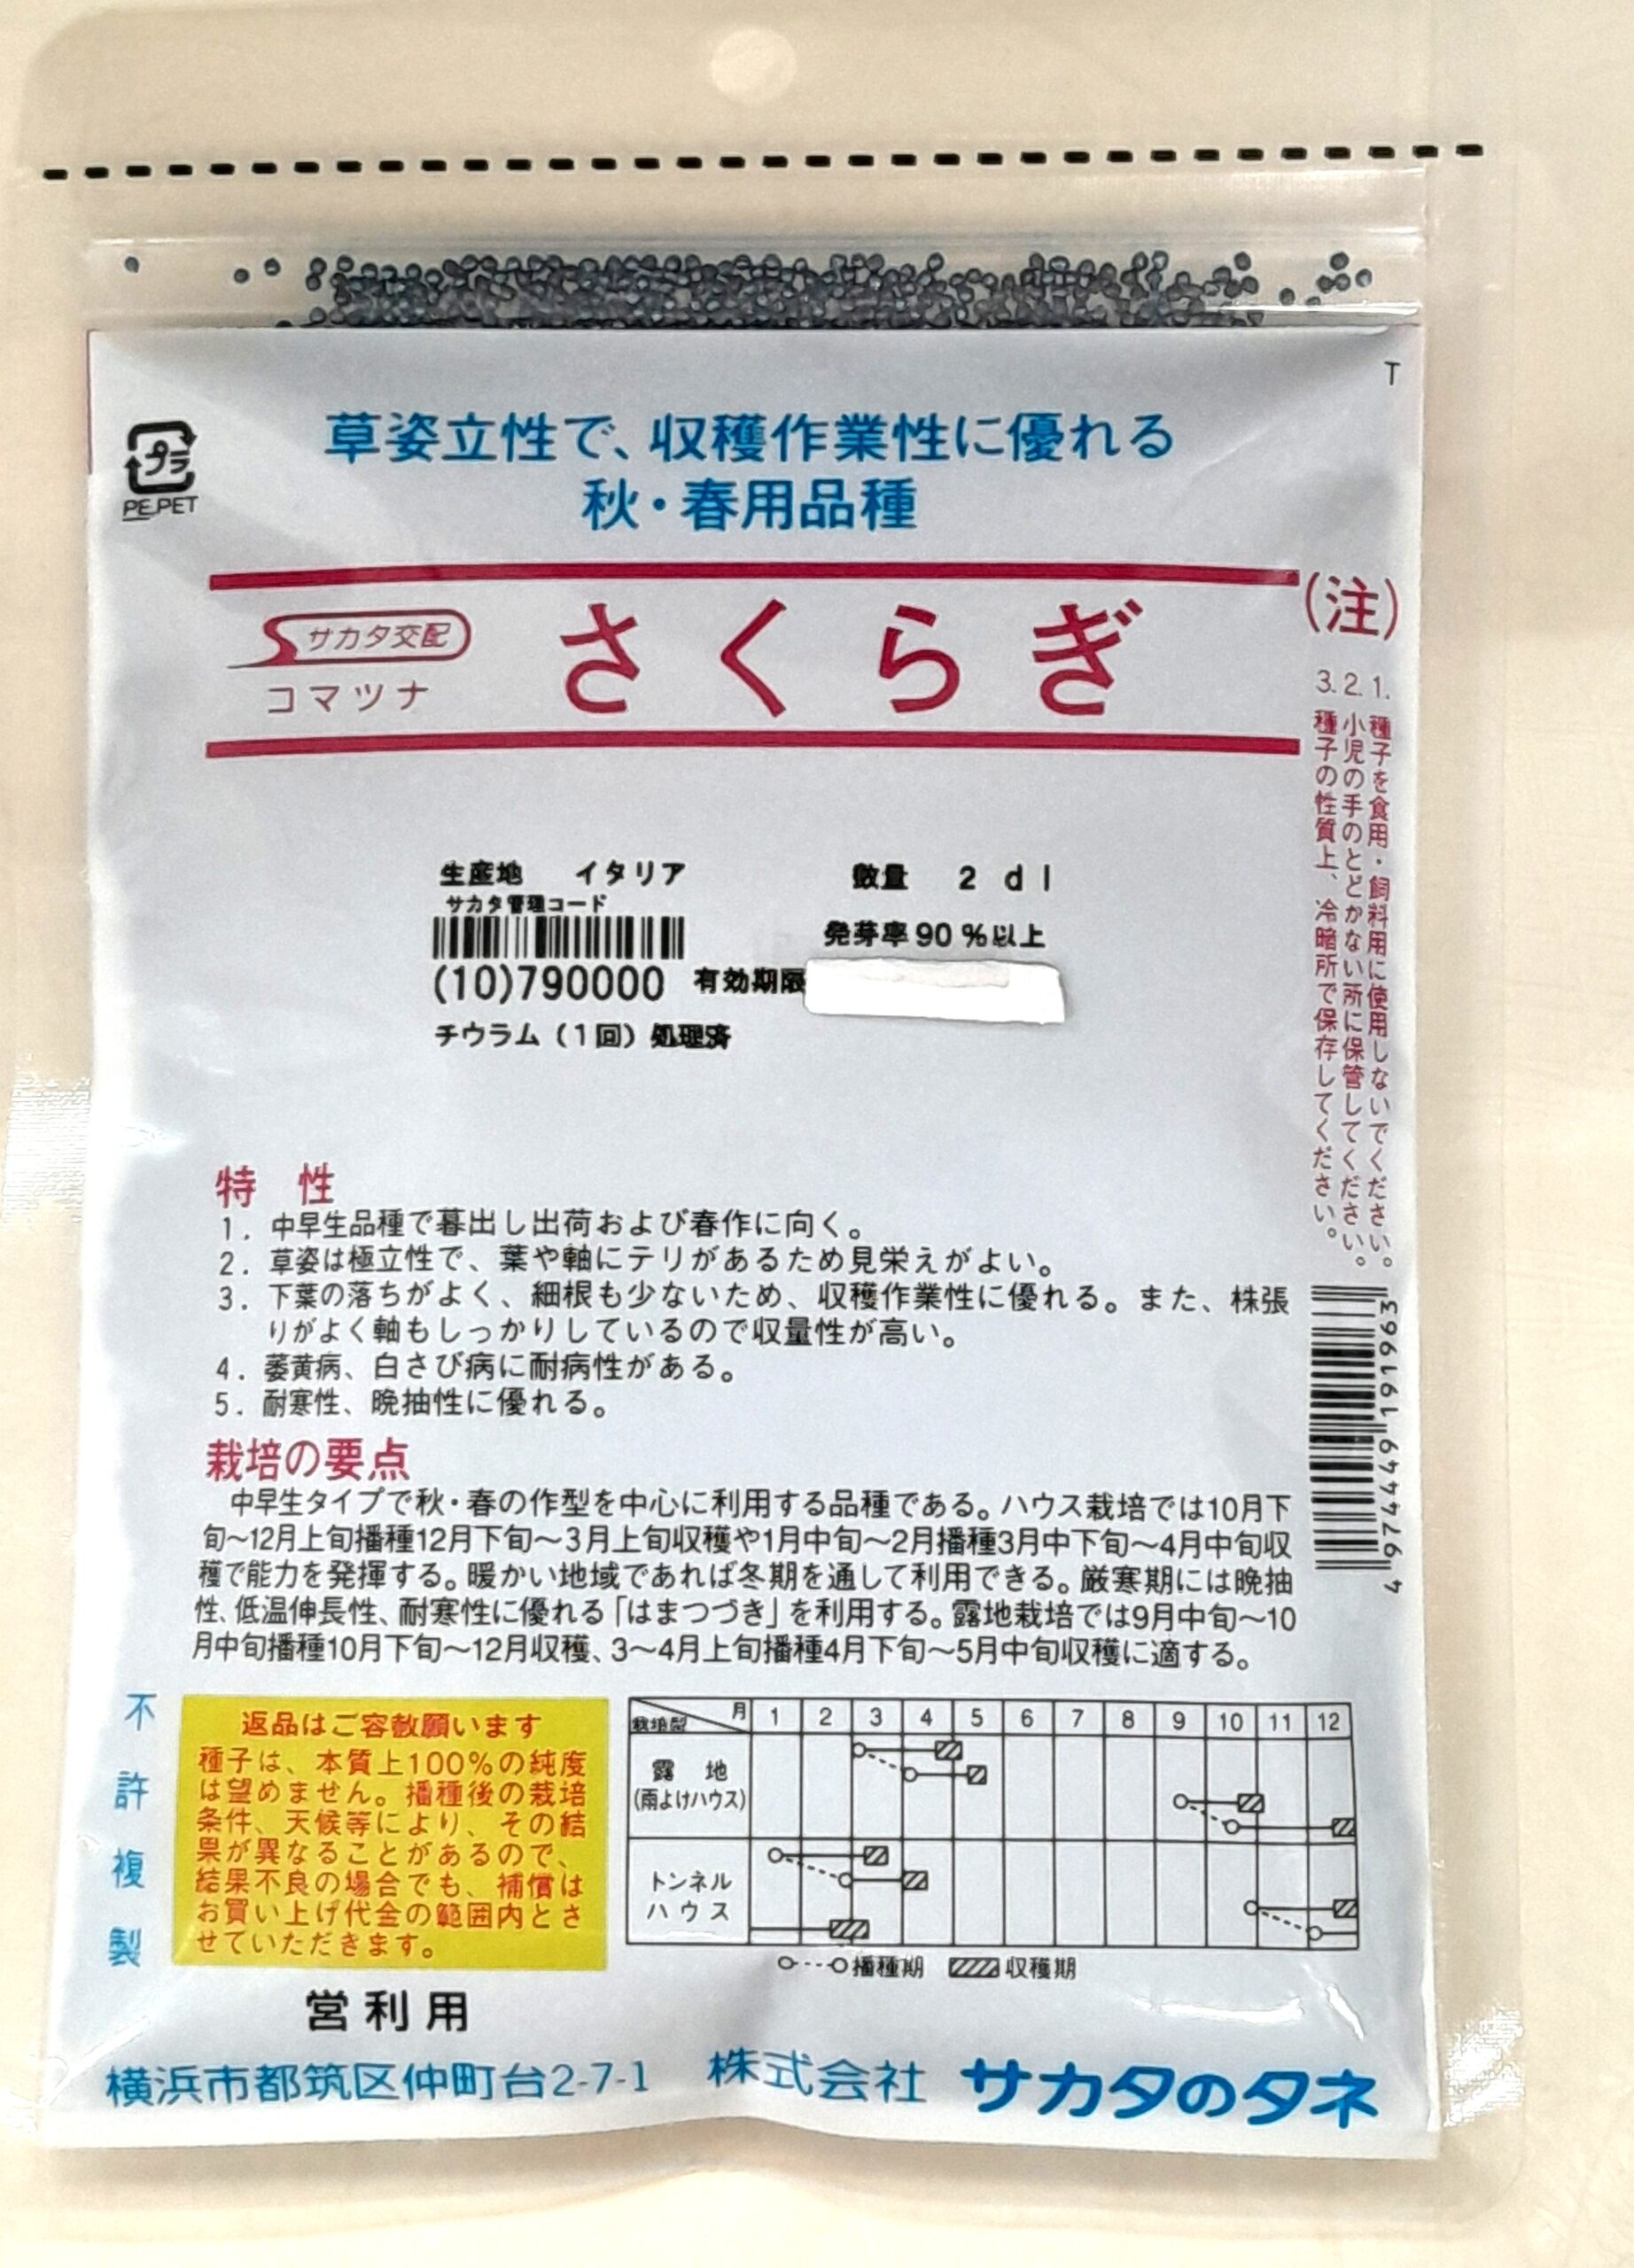 T
プラ
PE,PET
草姿立性で、収穫作業性に優れる
秋・春用品種
サカタ交配
コマツナ
さくらぎ
(注)
1. 種子を食用・飼料用に使用しないでください。
2. 小児の手のとどかない所に保管してください。
3. 種子の性質上、冷暗所で保存してください。
生産地 イタリア
数量 2 dl
サカタ管理コード
発芽率 90 %以上
(10)790000 有効期限
チウラム(1回)処理済
特 性
1. 中早生品種で暮出し出荷および春作に向く。
2. 草姿は極立性で、葉や軸にテリがあるため見栄えがよい。
3. 下葉の落ちがよく、細根も少ないため、収穫作業性に優れる。また、株張
りがよく軸もしっかりしているので収量性が高い。
4. 萎黄病、白さび病に耐病性がある。
5. 耐寒性、晩抽性に優れる。
4 974449 191963
栽培の要点
中早生タイプで秋・春の作型を中心に利用する品種である。ハウス栽培では10月下
旬〜12月上旬播種12月下旬〜3月上旬収穫や1月中旬〜2月播種3月中下旬〜4月中旬収
穫で能力を発揮する。暖かい地域であれば冬期を通して利用できる。厳寒期には晩抽
性、低温伸長性、耐寒性に優れる「はまつづき」を利用する。露地栽培では9月中旬〜10
月中旬播種10月下旬〜12月収穫、3〜4月上旬播種4月下旬〜5月中旬収穫に適する。
不許複製
返品はご容赦願います
種子は、本質上100%の純度
は望めません。播種後の栽培
条件、天候等により、その結
果が異なることがあるので、
結果不良の場合でも、補償は
お買い上げ代金の範囲内とさ
せていただきます。
栽培型 月 1 2 3 4 5 6 7 8 9 10 11 12
露 地
(雨よけハウス)
トンネル
ハウス
播種期 収穫期
営利用
横浜市都筑区仲町台2-7-1 株式会社 サカタのタネ